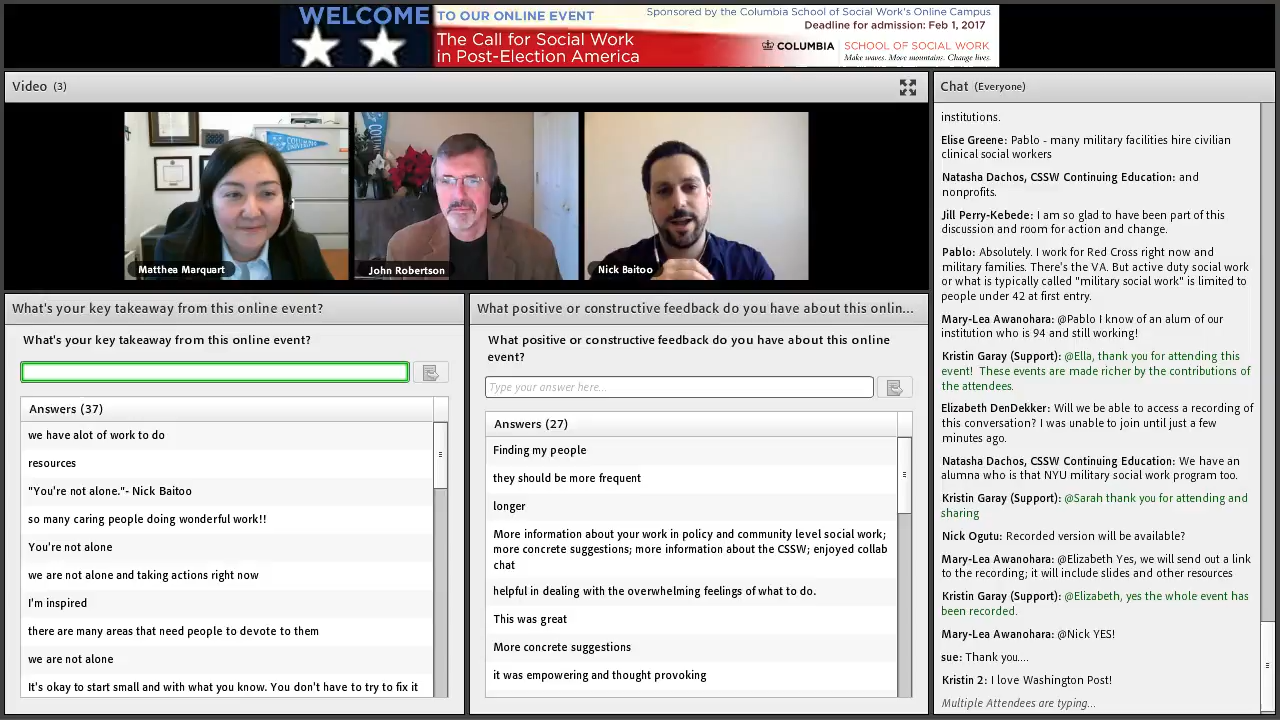 WELCOME TO OUR ONLINE EVENT
The Call for Social Work
in Post-Election America
Sponsored by the Columbia School of Social Work's Online Campus
Deadline for admission: Feb 1, 2017
COLUMBIA SCHOOL OF SOCIAL WORK
Make waves. Move mountains. Change lives.
Video (3)
Matthea Marquart
John Robertson
Nick Baitoo
What's your key takeaway from this online event?
What's your key takeaway from this online event?
Answers (37)
we have alot of work to do
resources
"You're not alone."- Nick Baitoo
so many caring people doing wonderful work!!
You're not alone
we are not alone and taking actions right now
I'm inspired
there are many areas that need people to devote to them
we are not alone
It's okay to start small and with what you know. You don't have to try to fix it
What positive or constructive feedback do you have about this onlin...
What positive or constructive feedback do you have about this online
event?
Type your answer here...
Answers (27)
Finding my people
they should be more frequent
longer
More information about your work in policy and community level social work;
more concrete suggestions; more information about the CSSW; enjoyed collab
chat
helpful in dealing with the overwhelming feelings of what to do.
This was great
More concrete suggestions
it was empowering and thought provoking
Chat (Everyone)
institutions.
Elise Greene: Pablo - many military facilities hire civilian
clinical social workers
Natasha Dachos, CSSW Continuing Education: and
nonprofits.
Jill Perry-Kebede: I am so glad to have been part of this
discussion and room for action and change.
Pablo: Absolutely. I work for Red Cross right now and
military families. There's the VA. But active duty social work
or what is typically called "military social work" is limited to
people under 42 at first entry.
Mary-Lea Awanohara: @Pablo I know of an alum of our
institution who is 94 and still working!
Kristin Garay (Support): @Ella, thank you for attending this
event! These events are made richer by the contributions of
the attendees.
Elizabeth DenDekker: Will we be able to access a recording of
this conversation? I was unable to join until just a few
minutes ago.
Natasha Dachos, CSSW Continuing Education: We have an
alumna who is that NYU military social work program too.
Kristin Garay (Support): @Sarah thank you for attending and
sharing
Nick Ogutu: Recorded version will be available?
Mary-Lea Awanohara: @Elizabeth Yes, we will send out a link
to the recording; it will include slides and other resources
Kristin Garay (Support): @Elizabeth, yes the whole event has
been recorded.
Mary-Lea Awanohara: @Nick YES!
sue: Thank you....
Kristin 2: I love Washington Post!
Multiple Attendees are typing...